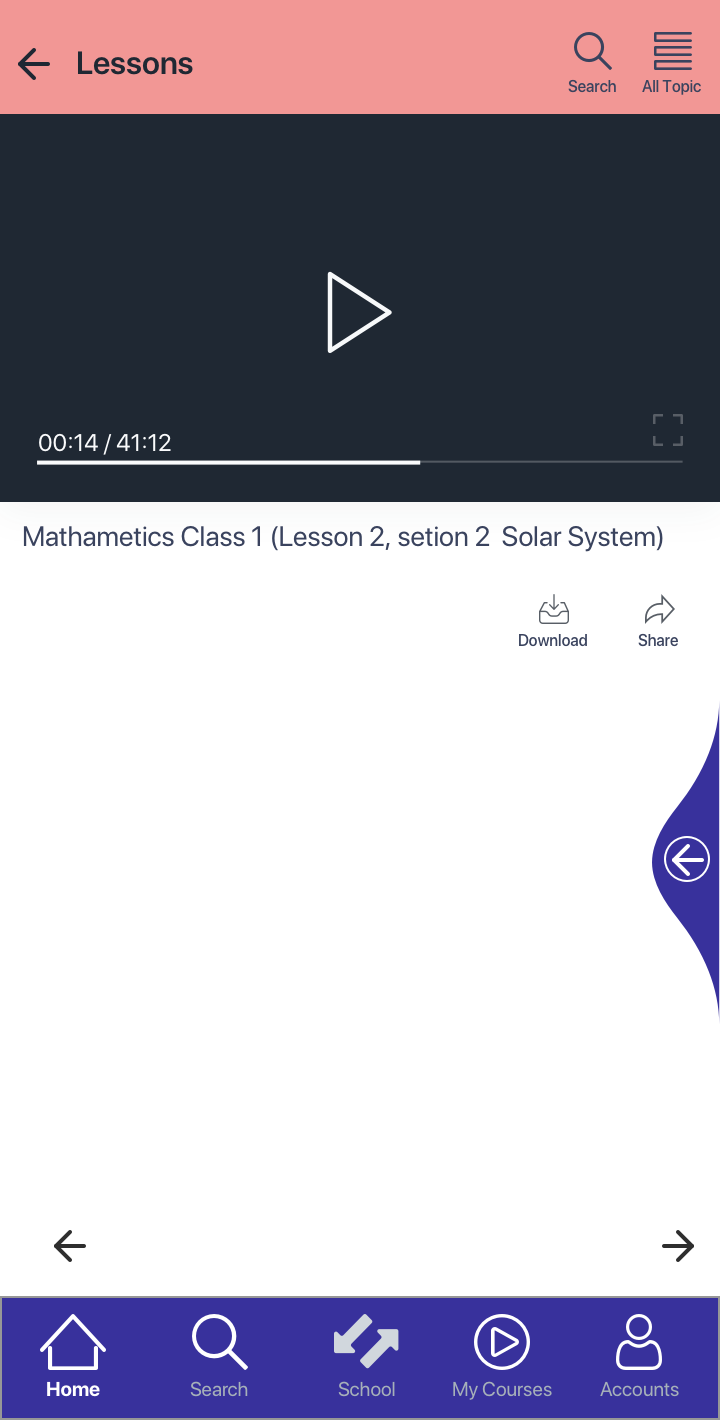 Lessons
Search
All Topic
00:14 / 41:12
Mathametics Class 1 (Lesson 2, setion 2  Solar System)
Download
Share
Home
Search
School
My Courses
Accounts